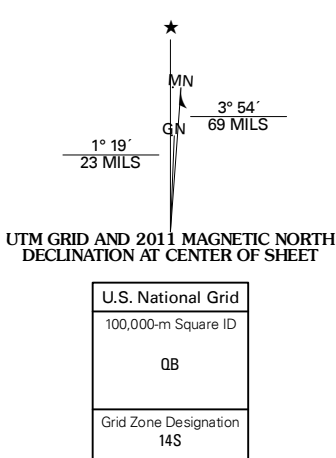 MN
3° 54´
69 MILS
GN
1° 19´
23 MILS
UTM GRID AND 2011 MAGNETIC NORTH
DECLINATION AT CENTER OF SHEET
U.S. National Grid
100,000-m Square ID
QB
Grid Zone Designation
14S